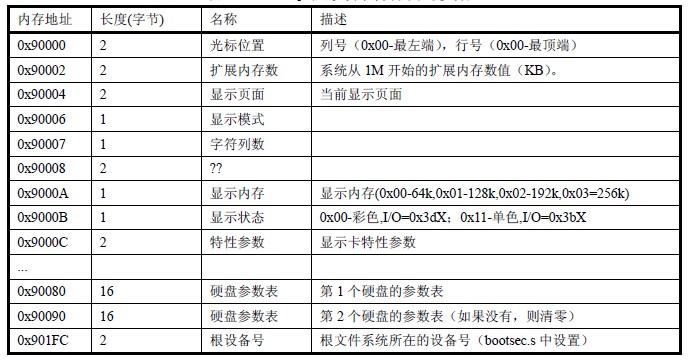 内存地址 长度(字节) 名称 描述
0x90000 2 光标位置 列号（0x00-最左端），行号（0x00-最顶端）
0x90002 2 扩展内存数 系统从 1M 开始的扩展内存数值（KB）。
0x90004 2 显示页面 当前显示页面
0x90006 1 显示模式
0x90007 1 字符列数
0x90008 2 ??
0x9000A 1 显示内存 显示内存(0x00-64k,0x01-128k,0x02-192k,0x03=256k)
0x9000B 1 显示状态 0x00-彩色,I/O=0x3dX；0x11-单色,I/O=0x3bX
0x9000C 2 特性参数 显示卡特性参数
...
0x90080 16 硬盘参数表 第 1 个硬盘的参数表
0x90090 16 硬盘参数表 第 2 个硬盘的参数表（如果没有，则清零）
0x901FC 2 根设备号 根文件系统所在的设备号（bootsec.s 中设置）